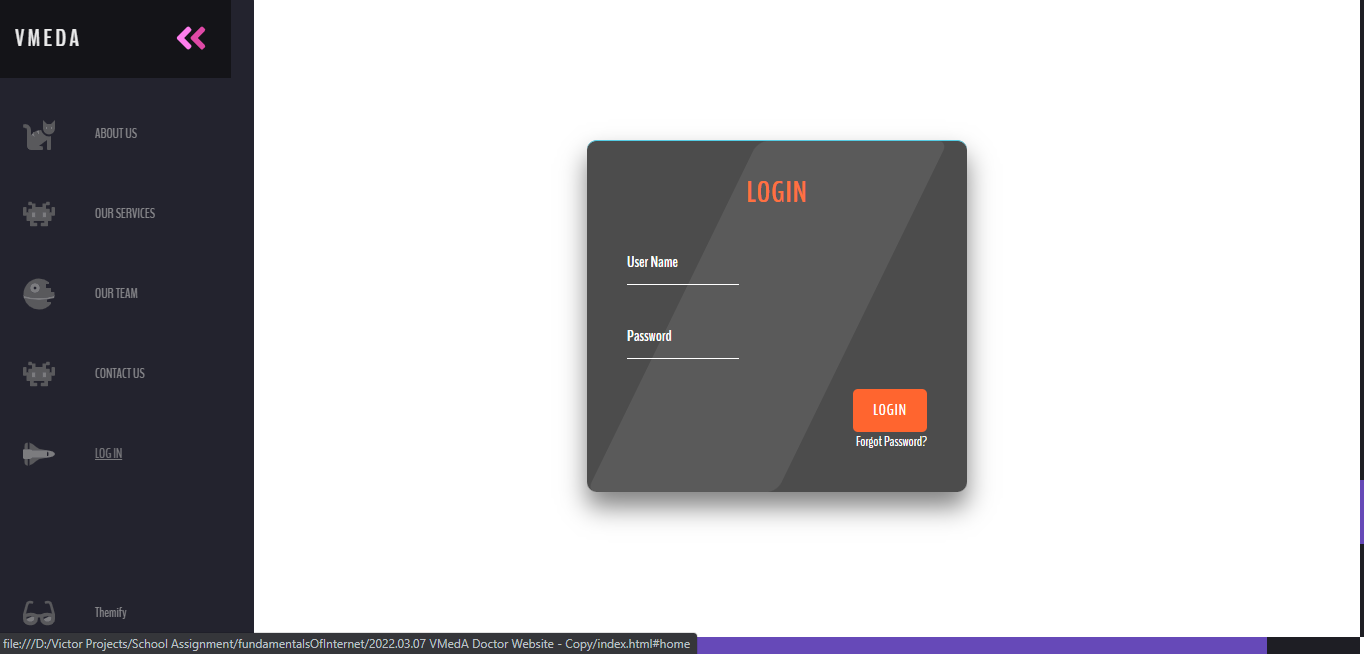 VMEDA
ABOUT US
OUR SERVICES
OUR TEAM
CONTACT US
LOG IN
Themify
LOGIN
User Name
Password
LOGIN
Forgot Password?
file:///D:/Victor Projects/School Assignment/fundamentalsOfInternet/2022.03.07 VMedA Doctor Website - Copy/index.html#home